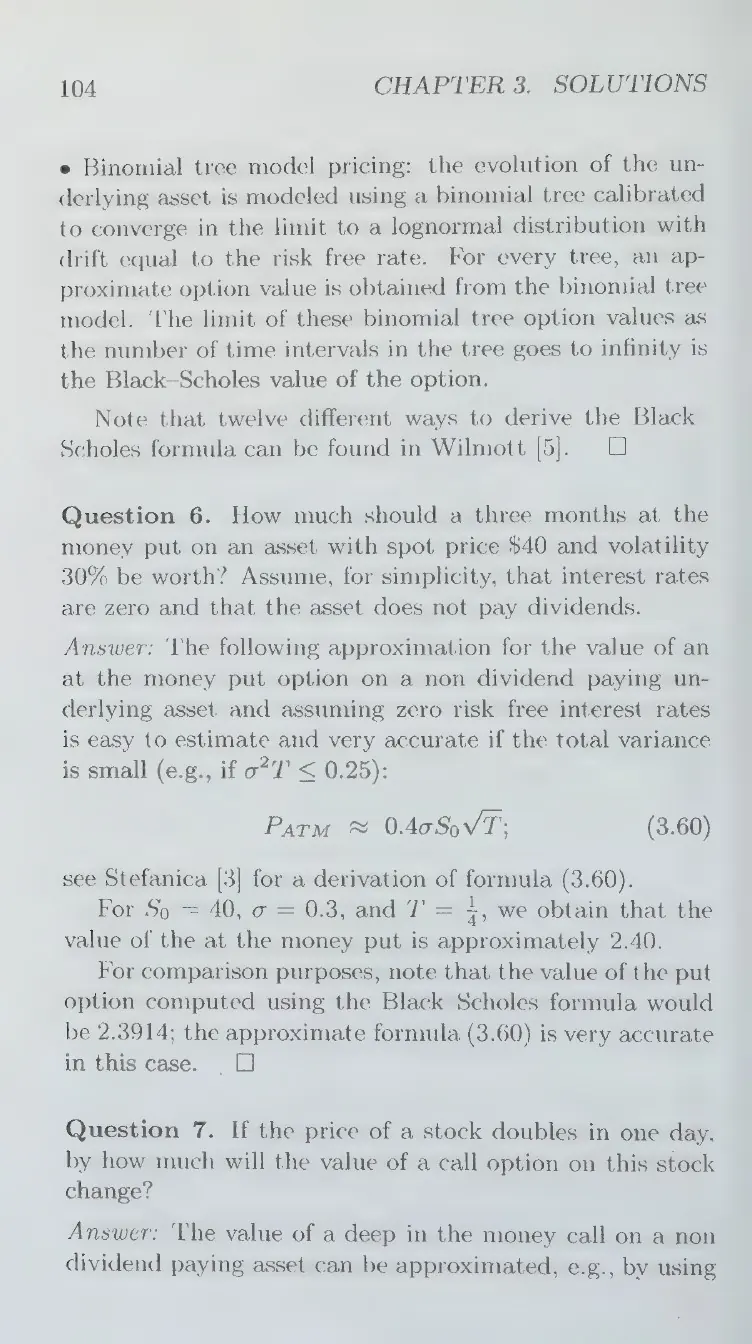 104 CHAPTER 3. SOLUTIONS
• Binomial tree model pricing: the evolution of the un-
derlying asset is modeled using a binomial tree calibrated
to converge in the limit to a lognormal distribution with
drift equal to the risk free rate. For every tree, an ap-
proximate option value is obtained from the binomial tree
model. The limit of these binomial tree option values as
the number of time intervals in the tree goes to infinity is
the Black–Scholes value of the option.
Note that twelve different ways to derive the Black
Scholes formula can be found in Wilmott [5]. □
Question 6. How much should a three months at the
money put on an asset with spot price $40 and volatility
30% be worth? Assume, for simplicity, that interest rates
are zero and that the asset does not pay dividends.
Answer: The following approximation for the value of an
at the money put option on a non dividend paying un-
derlying asset and assuming zero risk free interest rates
is easy to estimate and very accurate if the total variance
is small (e.g., if σ²T ≤ 0.25):
P_ATM ≈ 0.4σS₀√T; (3.60)
see Stefanica [3] for a derivation of formula (3.60).
For S₀ = 40, σ = 0.3, and T = 1/4, we obtain that the
value of the at the money put is approximately 2.40.
For comparison purposes, note that the value of the put
option computed using the Black Scholes formula would
be 2.3914; the approximate formula (3.60) is very accurate
in this case. □
Question 7. If the price of a stock doubles in one day,
by how much will the value of a call option on this stock
change?
Answer: The value of a deep in the money call on a non
dividend paying asset can be approximated, e.g., by using